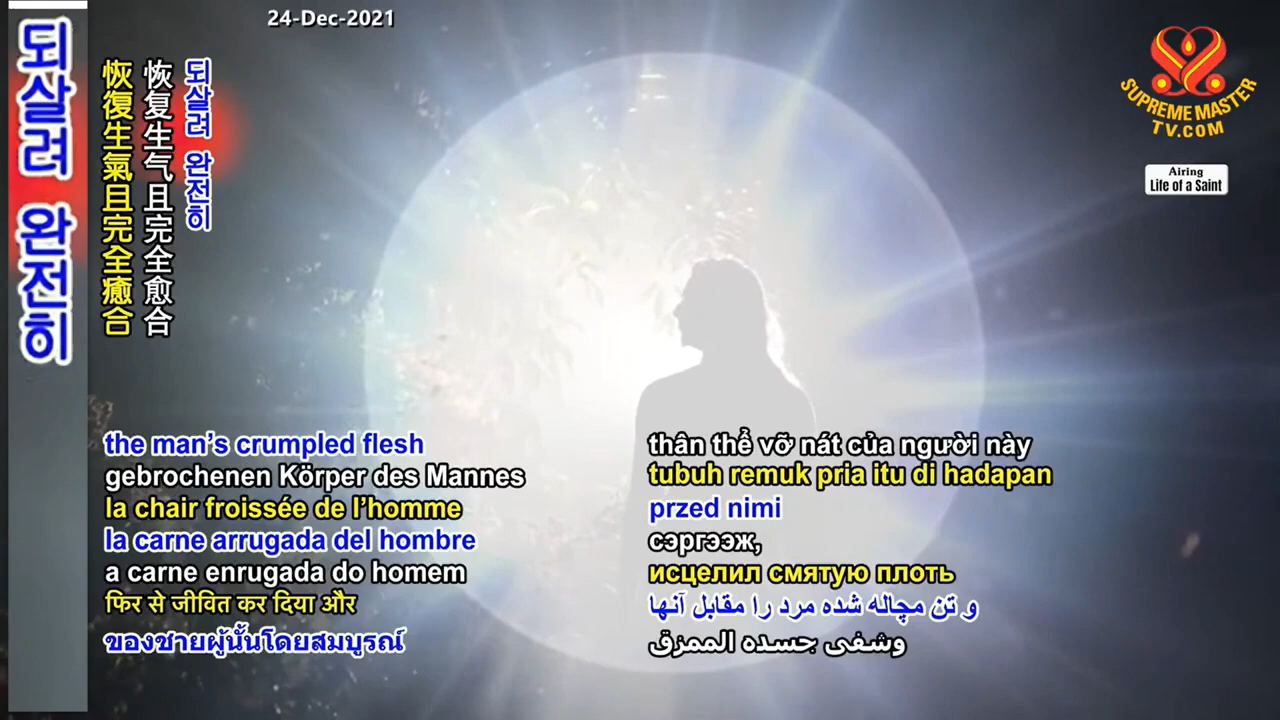 24-Dec-2021
되살려 완전히
恢復生氣且完全癒合
恢复生气且完全愈合
되살려 완전히
SUPREME MASTER
TV.COM
Airing
Life of a Saint
the man’s crumpled flesh
gebrochenen Körper des Mannes
la chair froissée de l’homme
la carne arrugada del hombre
a carne enrugada do homem
फिर से जीवित कर दिया और
ของชายผู้นั้นโดยสมบูรณ์
thân thể vỡ nát của người này
tubuh remuk pria itu di hadapan
przed nimi
сэргээж,
исцелил смятую плоть
و تن مچاله شده مرد را مقابل آنها
وشفى جسده الممزق